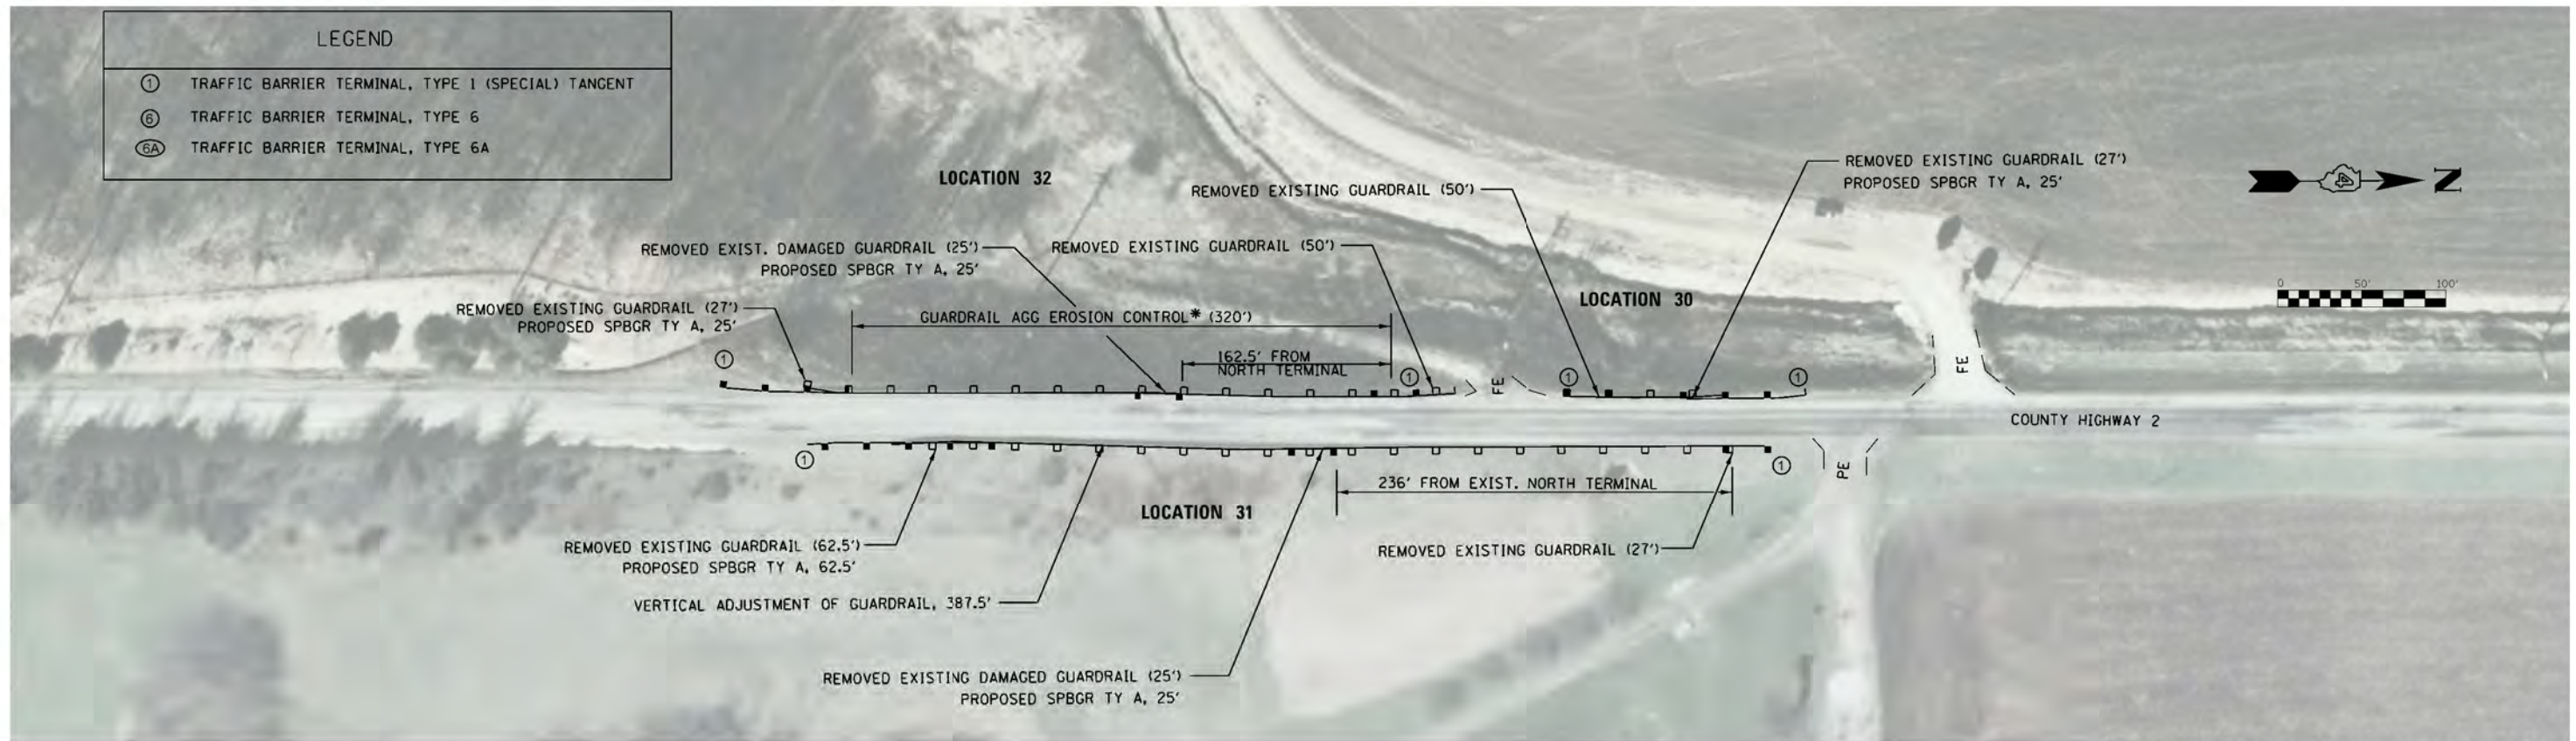 LEGEND
① TRAFFIC BARRIER TERMINAL, TYPE 1 (SPECIAL) TANGENT
⑥ TRAFFIC BARRIER TERMINAL, TYPE 6
6A TRAFFIC BARRIER TERMINAL, TYPE 6A
LOCATION 32
REMOVED EXISTING GUARDRAIL (50')
REMOVED EXISTING GUARDRAIL (27')
PROPOSED SPBGR TY A, 25'
N
REMOVED EXIST. DAMAGED GUARDRAIL (25')
PROPOSED SPBGR TY A, 25'
REMOVED EXISTING GUARDRAIL (50')
LOCATION 30
0 50' 100'
REMOVED EXISTING GUARDRAIL (27')
PROPOSED SPBGR TY A, 25'
GUARDRAIL AGG EROSION CONTROL* (320')
162.5' FROM
NORTH TERMINAL
①
①
FE
①
①
FE
COUNTY HIGHWAY 2
①
①
PE
236' FROM EXIST. NORTH TERMINAL
LOCATION 31
REMOVED EXISTING GUARDRAIL (62.5')
PROPOSED SPBGR TY A, 62.5'
REMOVED EXISTING GUARDRAIL (27')
VERTICAL ADJUSTMENT OF GUARDRAIL, 387.5'
REMOVED EXISTING DAMAGED GUARDRAIL (25')
PROPOSED SPBGR TY A, 25'